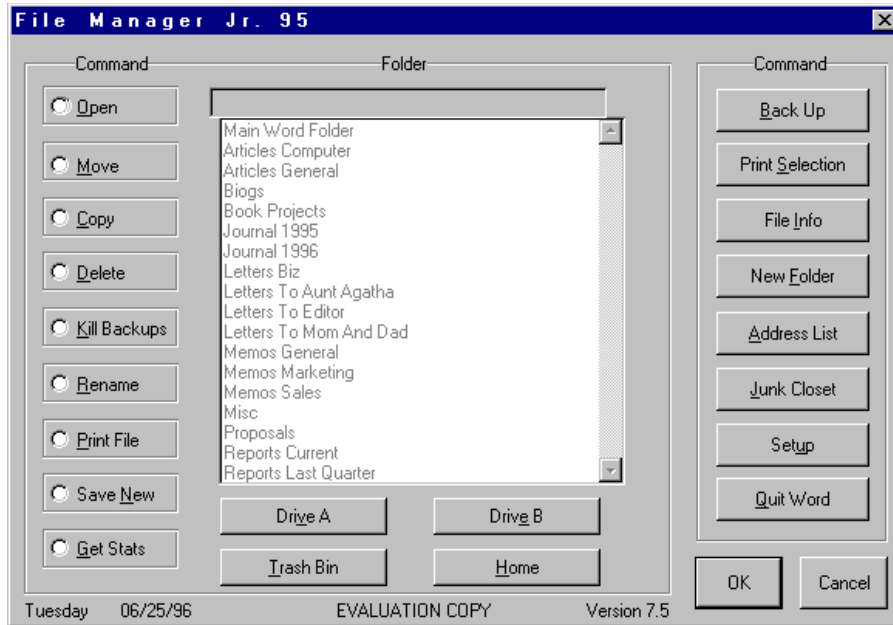 File Manager Jr. 95
Command
Open
Move
Copy
Delete
Kill Backups
Rename
Print File
Save New
Get Stats
Folder
Main Word Folder
Articles Computer
Articles General
Biogs
Book Projects
Journal 1995
Journal 1996
Letters Biz
Letters To Aunt Agatha
Letters To Editor
Letters To Mom And Dad
Memos General
Memos Marketing
Memos Sales
Misc
Proposals
Reports Current
Reports Last Quarter
Drive A
Drive B
Trash Bin
Home
Command
Back Up
Print Selection
File Info
New Folder
Address List
Junk Closet
Setup
Quit Word
OK
Cancel
Tuesday 06/25/96 EVALUATION COPY Version 7.5